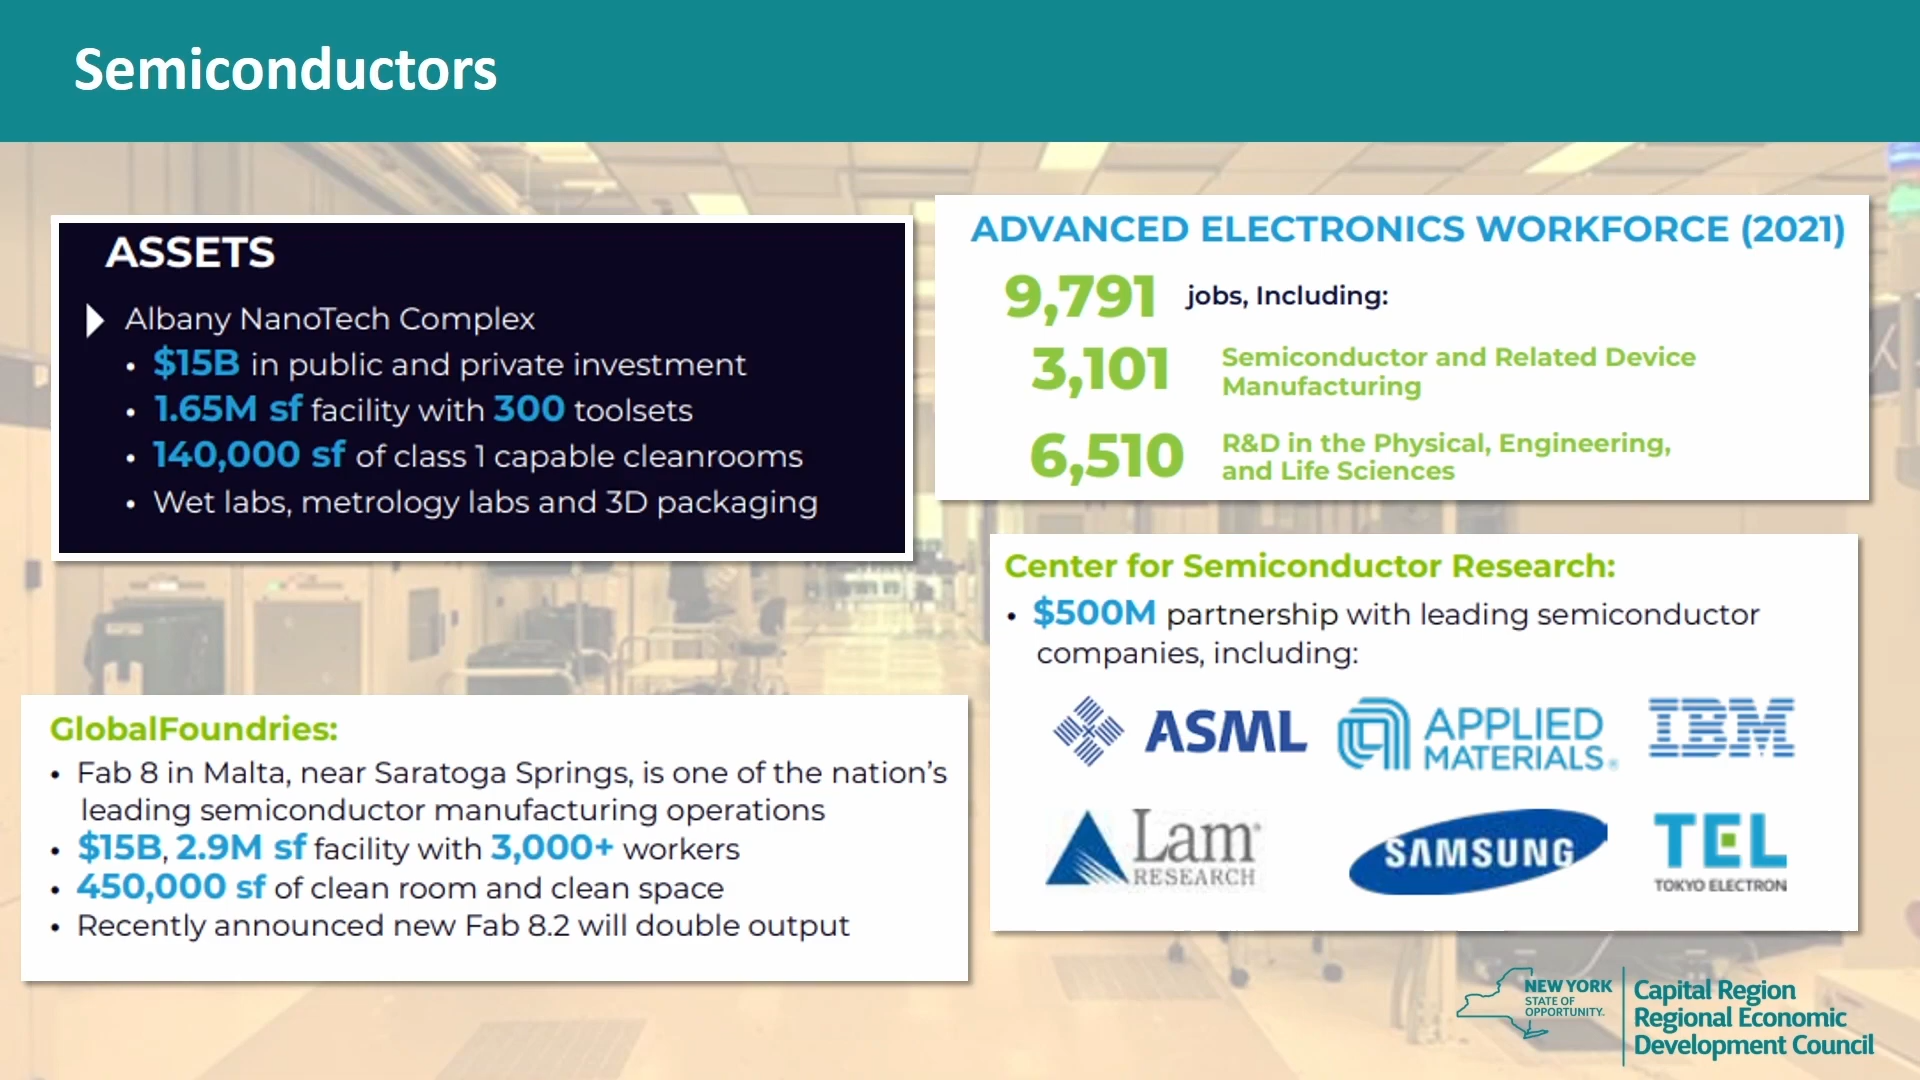 Semiconductors
ASSETS
Albany NanoTech Complex
• $15B in public and private investment
• 1.65M sf facility with 300 toolsets
• 140,000 sf of class 1 capable cleanrooms
• Wet labs, metrology labs and 3D packaging
ADVANCED ELECTRONICS WORKFORCE (2021)
9,791 jobs, Including:
3,101 Semiconductor and Related Device
Manufacturing
6,510 R&D in the Physical, Engineering,
and Life Sciences
GlobalFoundries:
• Fab 8 in Malta, near Saratoga Springs, is one of the nation's
leading semiconductor manufacturing operations
• $15B, 2.9M sf facility with 3,000+ workers
• 450,000 sf of clean room and clean space
• Recently announced new Fab 8.2 will double output
Center for Semiconductor Research:
• $500M partnership with leading semiconductor
companies, including:
ASML
APPLIED
MATERIALS®
IBM
Lam®
RESEARCH
SAMSUNG
TEL
TOKYO ELECTRON
NEW YORK
STATE OF
OPPORTUNITY.
Capital Region
Regional Economic
Development Council